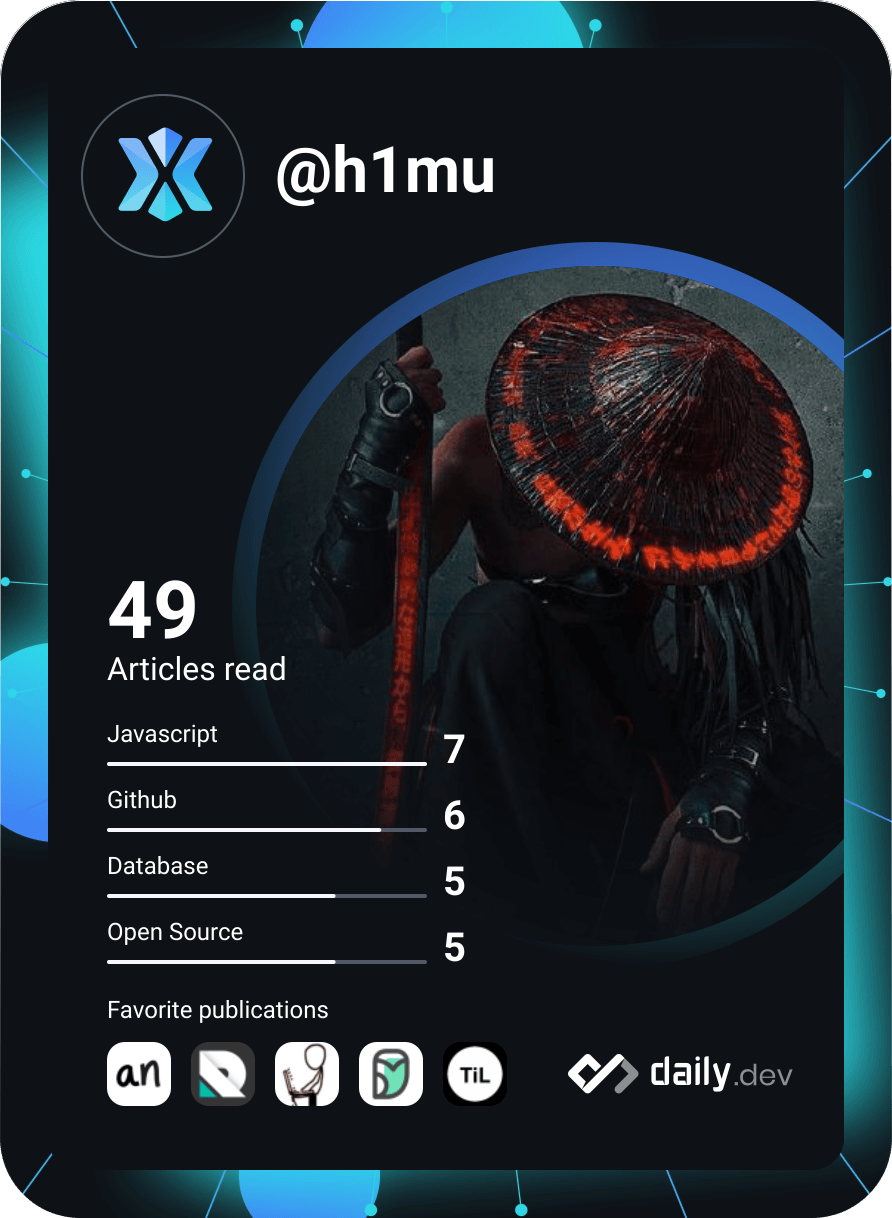 @h1mu
49
Articles read
Javascript
7
Github
6
Database
5
Open Source
5
Favorite publications
an
TiL
daily.dev